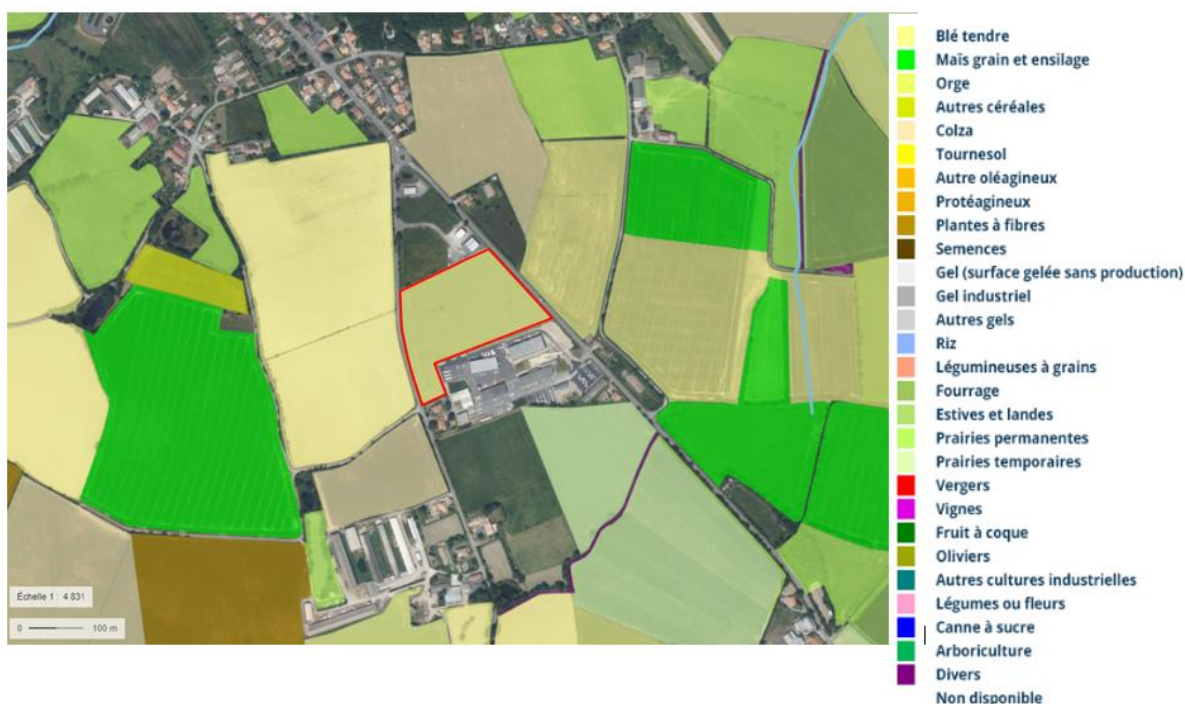 Blé tendre
Maïs grain et ensilage
Orge
Autres céréales
Colza
Tournesol
Autre oléagineux
Protéagineux
Plantes à fibres
Semences
Gel (surface gelée sans production)
Gel industriel
Autres gels
Riz
Légumineuses à grains
Fourrage
Estives et landes
Prairies permanentes
Prairies temporaires
Vergers
Vignes
Fruit à coque
Oliviers
Autres cultures industrielles
Légumes ou fleurs
Canne à sucre
Arboriculture
Divers
Non disponible
Échelle 1 : 4 831
0 100 m